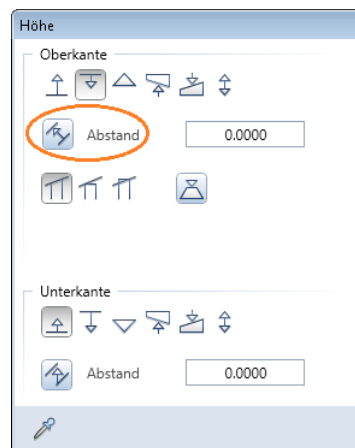 Höhe
Oberkante
Abstand 0.0000
Unterkante
Abstand 0.0000